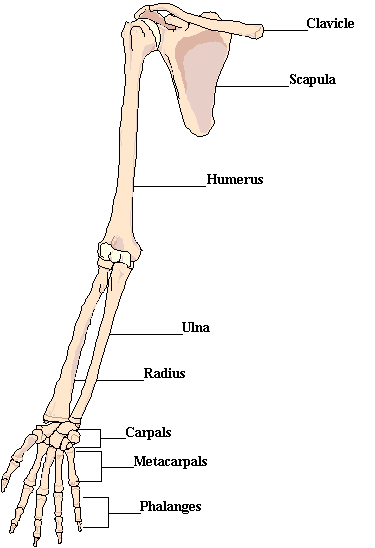 Clavicle
Scapula
Humerus
Ulna
Radius
Carpals
Metacarpals
Phalanges